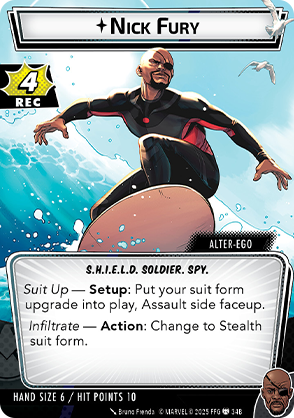 Nick Fury
4
REC
ALTER-EGO
S.H.I.E.L.D. SOLDIER. SPY.
Suit Up — Setup: Put your suit form
upgrade into play, Assault side faceup.
Infiltrate — Action: Change to Stealth
suit form.
HAND SIZE 6 / HIT POINTS 10
Bruno Frenda © MARVEL © 2025 FFG 34B